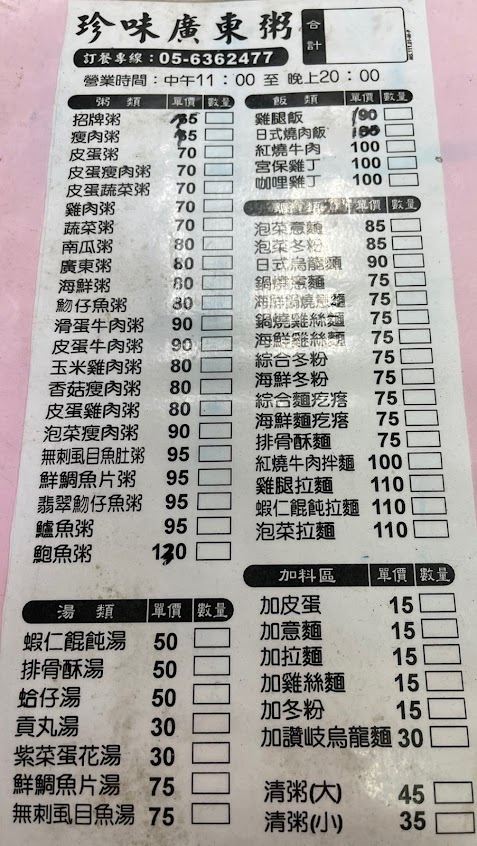 珍味廣東粥
合計
訂餐專線：05-6362477
營業時間：中午11：00 至 晚上20：00
粥 類 單價 數量
招牌粥
瘦肉粥
皮蛋粥 70
皮蛋瘦肉粥 70
皮蛋蔬菜粥 70
雞肉粥 70
蔬菜粥 70
南瓜粥 80
廣東粥 80
海鮮粥 80
魩仔魚粥 80
滑蛋牛肉粥 90
皮蛋牛肉粥 90
玉米雞肉粥 80
香菇瘦肉粥 80
皮蛋雞肉粥 80
泡菜瘦肉粥 90
無刺虱目魚肚粥 95
鮮鯛魚片粥 95
翡翠魩仔魚粥 95
鱸魚粥 95
鮑魚粥
湯 類 單價 數量
蝦仁餛飩湯 50
排骨酥湯 50
蛤仔湯 50
貢丸湯 30
紫菜蛋花湯 30
鮮鯛魚片湯 75
無刺虱目魚湯 75
飯 類 單價 數量
雞腿飯
日式燒肉飯
紅燒牛肉 100
宮保雞丁 100
咖哩雞丁 100
單價 數量
泡菜意麵 85
泡菜冬粉 85
日式烏龍麵 90
鍋燒意麵 75
海鮮鍋燒意麵 75
鍋燒雞絲麵 75
海鮮雞絲麵 75
綜合冬粉 75
海鮮冬粉 75
綜合麵疙瘩 75
海鮮麵疙瘩 75
排骨酥麵 75
紅燒牛肉拌麵 100
雞腿拉麵 110
蝦仁餛飩拉麵 110
泡菜拉麵 110
加料區 單價 數量
加皮蛋 15
加意麵 15
加拉麵 15
加雞絲麵 15
加冬粉 15
加讚岐烏龍麵 30
清粥(大) 45
清粥(小) 35